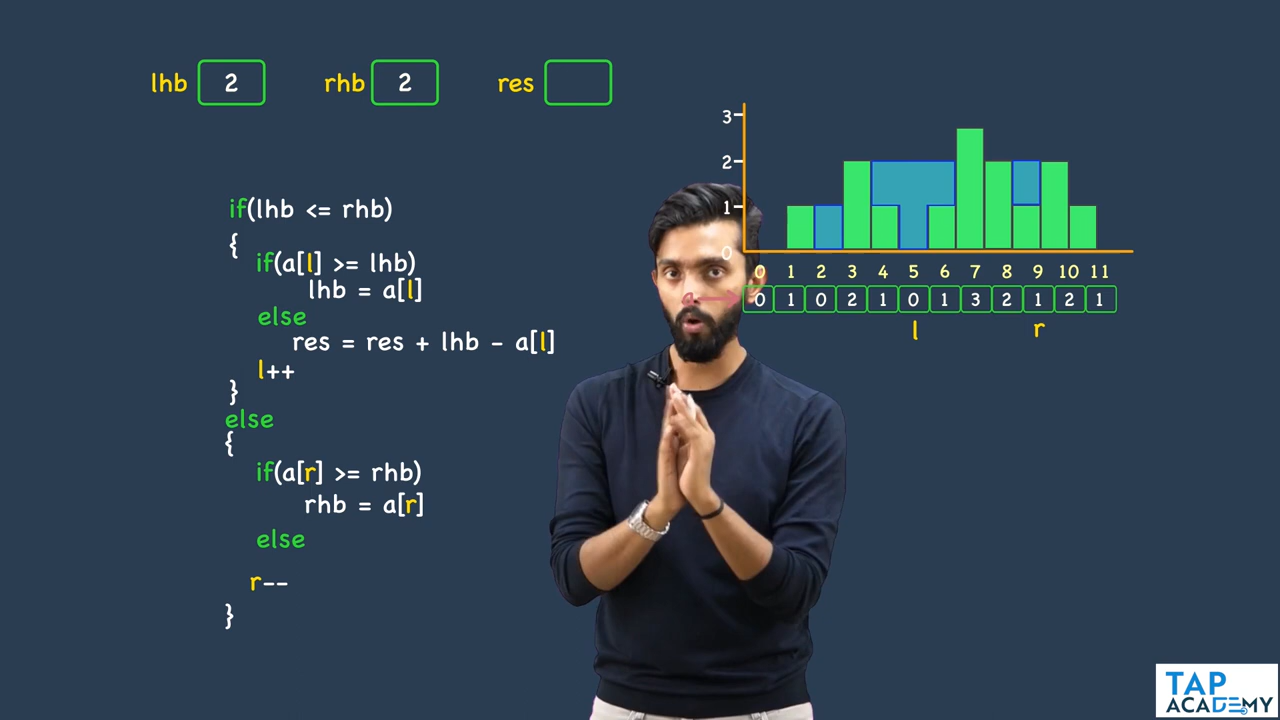 lhb 2 rhb 2 res
if(lhb <= rhb)
{
if(a[l] >= lhb)
lhb = a[l]
else
res = res + lhb - a[l]
l++
}
else
{
if(a[r] >= rhb)
rhb = a[r]
else
r--
}
3
2
1
0
0 1 2 3 4 5 6 7 8 9 10 11
a 0 1 0 2 1 0 1 3 2 1 2 1
l r
TAP
ACADEMY